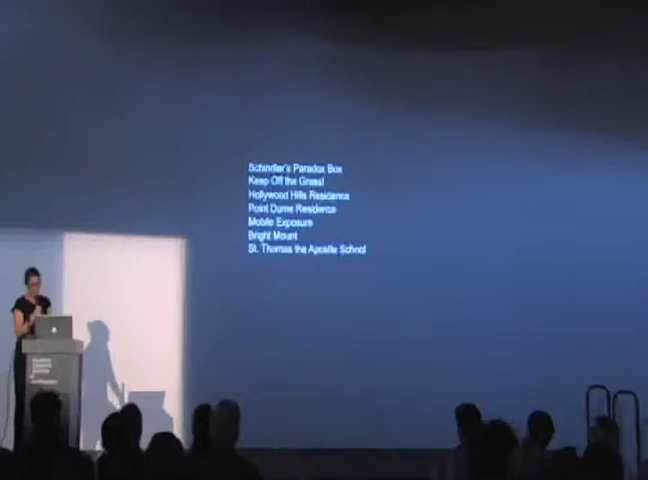 Schindler's Paradox Box
Keep Off the Grass!
Hollywood Hills Residence
Point Dume Residence
Mobile Exposure
Bright Mount
St. Thomas the Apostle School